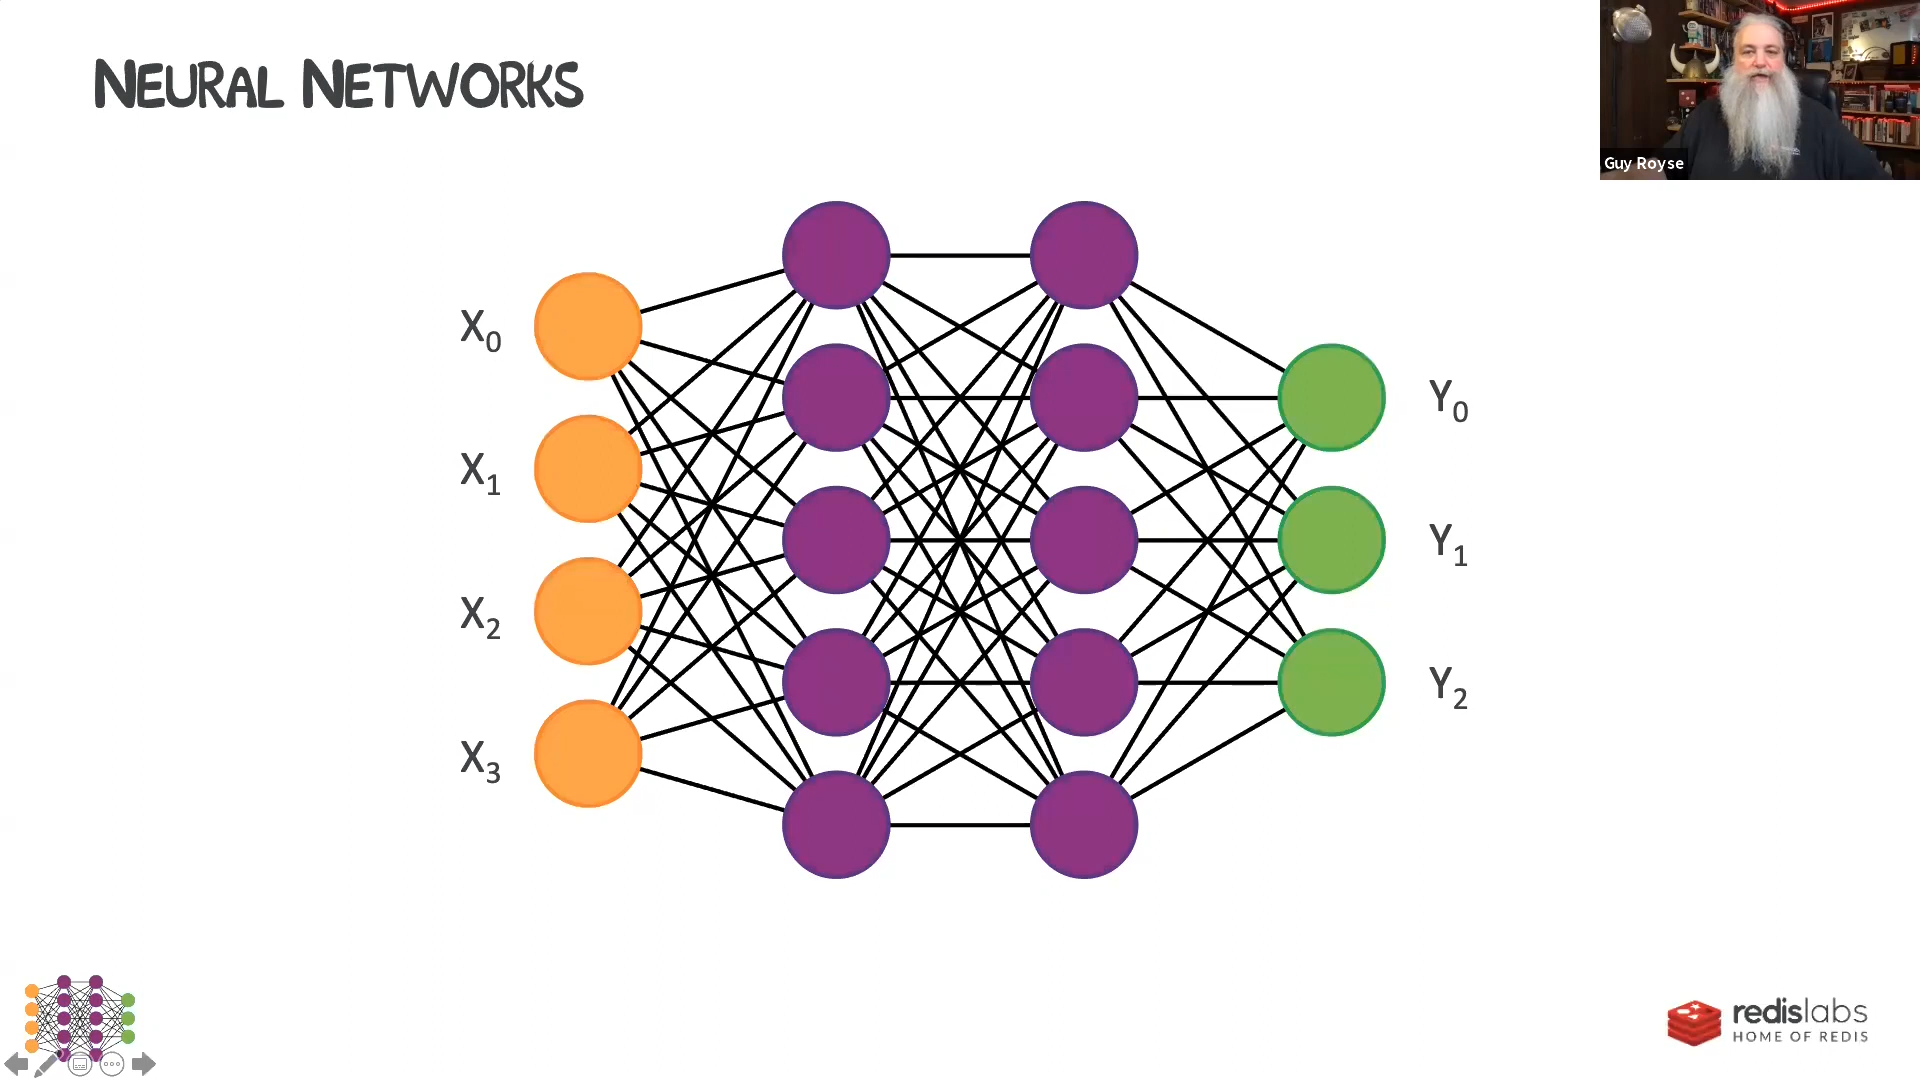 NEURAL NETWORKS
Guy Royse
X0
X1
X2
X3
Y0
Y1
Y2
redislabs
HOME OF REDIS